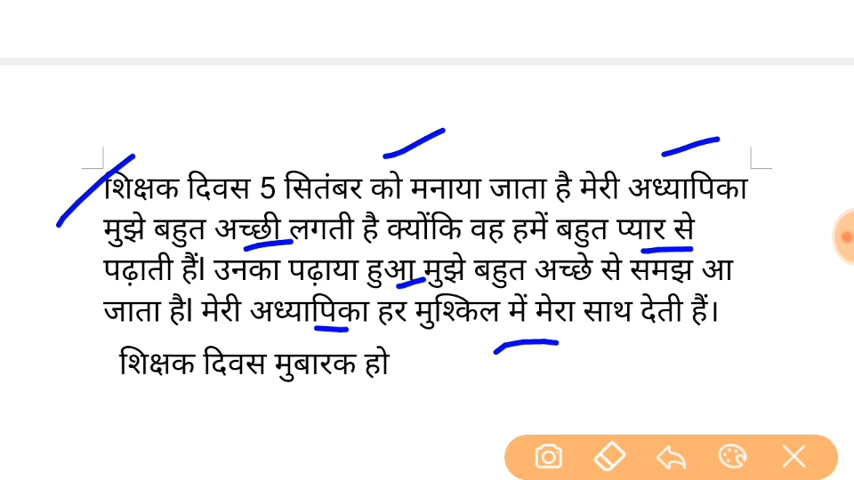 शिक्षक दिवस 5 सितंबर को मनाया जाता है मेरी अध्यापिका
मुझे बहुत अच्छी लगती है क्योंकि वह हमें बहुत प्यार से
पढ़ाती हैंl उनका पढ़ाया हुआ मुझे बहुत अच्छे से समझ आ
जाता हैl मेरी अध्यापिका हर मुश्किल में मेरा साथ देती हैं।
शिक्षक दिवस मुबारक हो